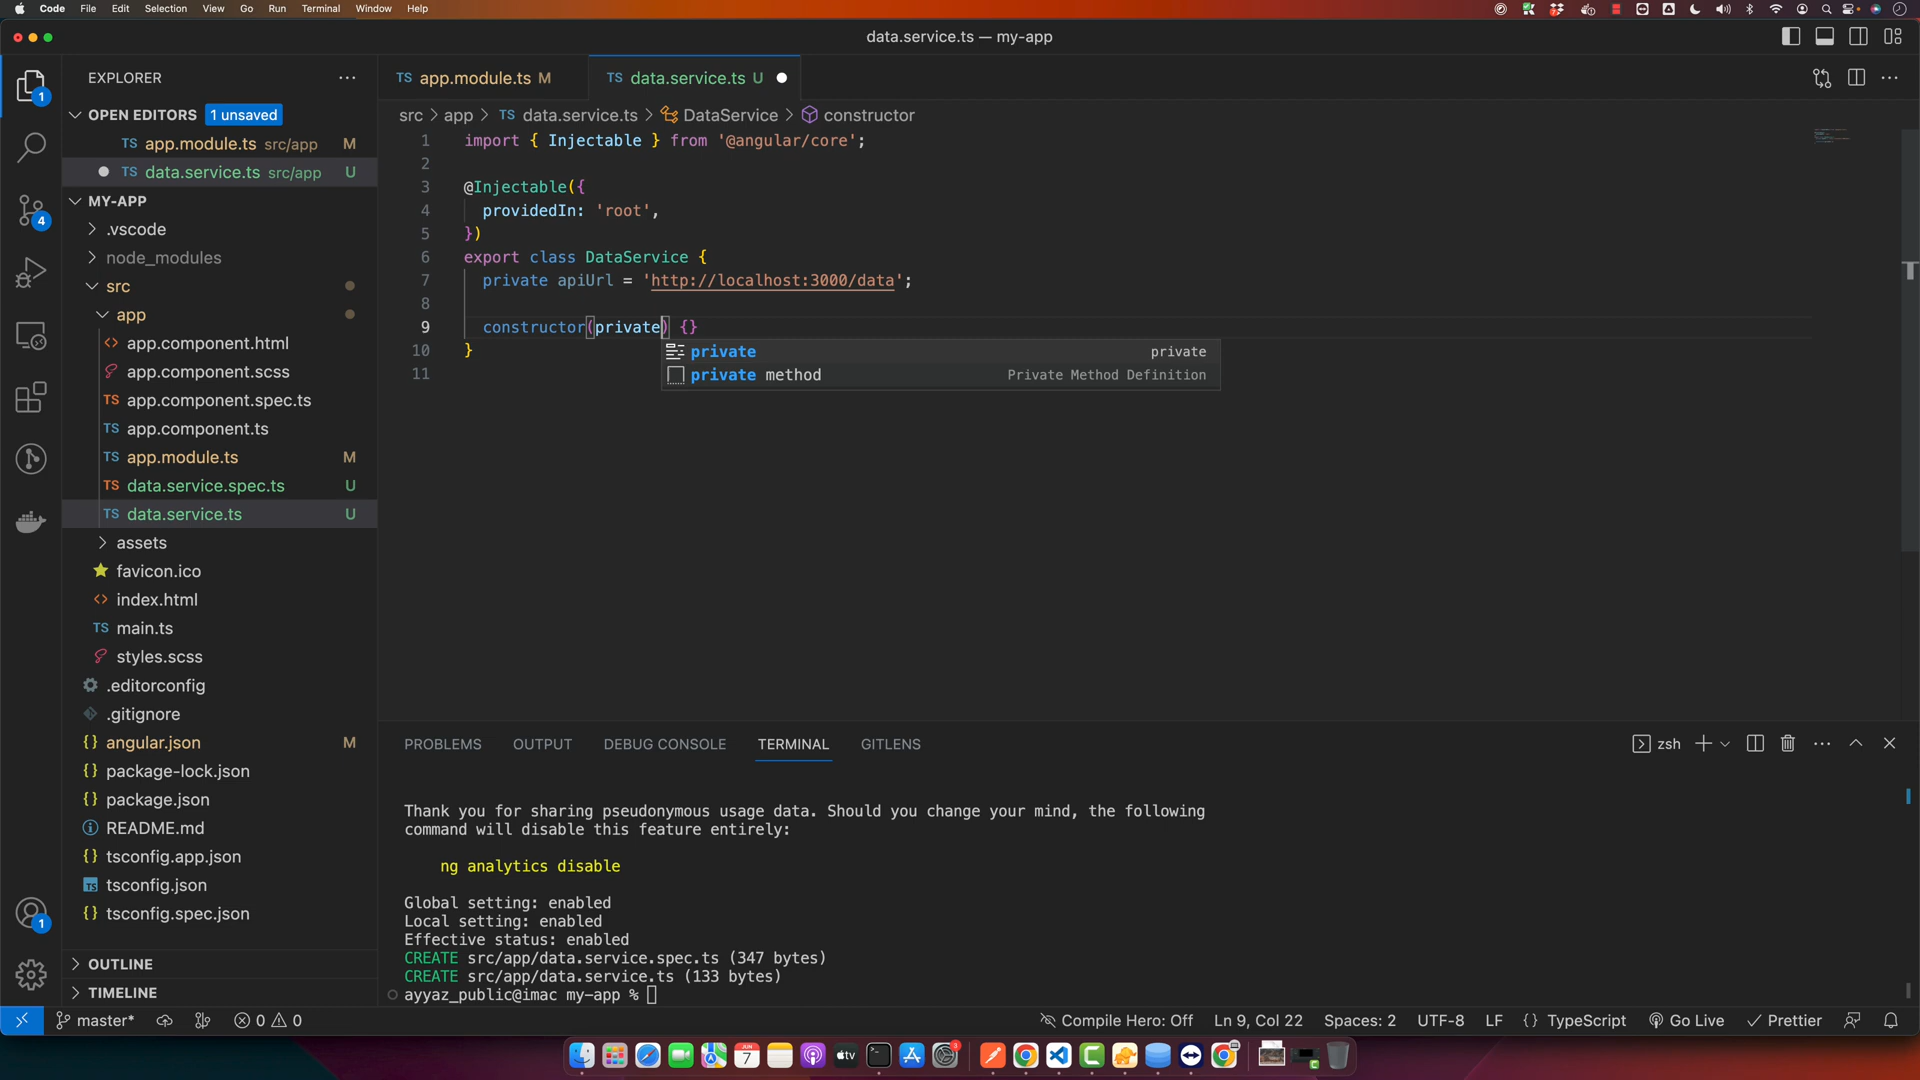 Code File Edit Selection View Go Run Terminal Window Help
data.service.ts — my-app
EXPLORER
OPEN EDITORS 1 unsaved
TS app.module.ts src/app M
TS data.service.ts src/app U
MY-APP
.vscode
node_modules
src
app
app.component.html
app.component.scss
TS app.component.spec.ts
TS app.component.ts
TS app.module.ts M
TS data.service.spec.ts U
TS data.service.ts U
assets
favicon.ico
index.html
TS main.ts
styles.scss
.editorconfig
.gitignore
{} angular.json M
{} package-lock.json
{} package.json
README.md
{} tsconfig.app.json
TS tsconfig.json
{} tsconfig.spec.json
OUTLINE
TIMELINE
1
4
1
TS app.module.ts M
TS data.service.ts U
src > app > TS data.service.ts > DataService > constructor
1 import { Injectable } from '@angular/core';
2
3 @Injectable({
4 providedIn: 'root',
5 })
6 export class DataService {
7 private apiUrl = 'http://localhost:3000/data';
8
9 constructor(private) {}
10 }
11
private private
private method Private Method Definition
PROBLEMS OUTPUT DEBUG CONSOLE TERMINAL GITLENS
zsh
Thank you for sharing pseudonymous usage data. Should you change your mind, the following
command will disable this feature entirely:
ng analytics disable
Global setting: enabled
Local setting: enabled
Effective status: enabled
CREATE src/app/data.service.spec.ts (347 bytes)
CREATE src/app/data.service.ts (133 bytes)
ayyaz_public@imac my-app %
master* 0 0 Compile Hero: Off Ln 9, Col 22 Spaces: 2 UTF-8 LF {} TypeScript Go Live Prettier
JUN
7
tv
3